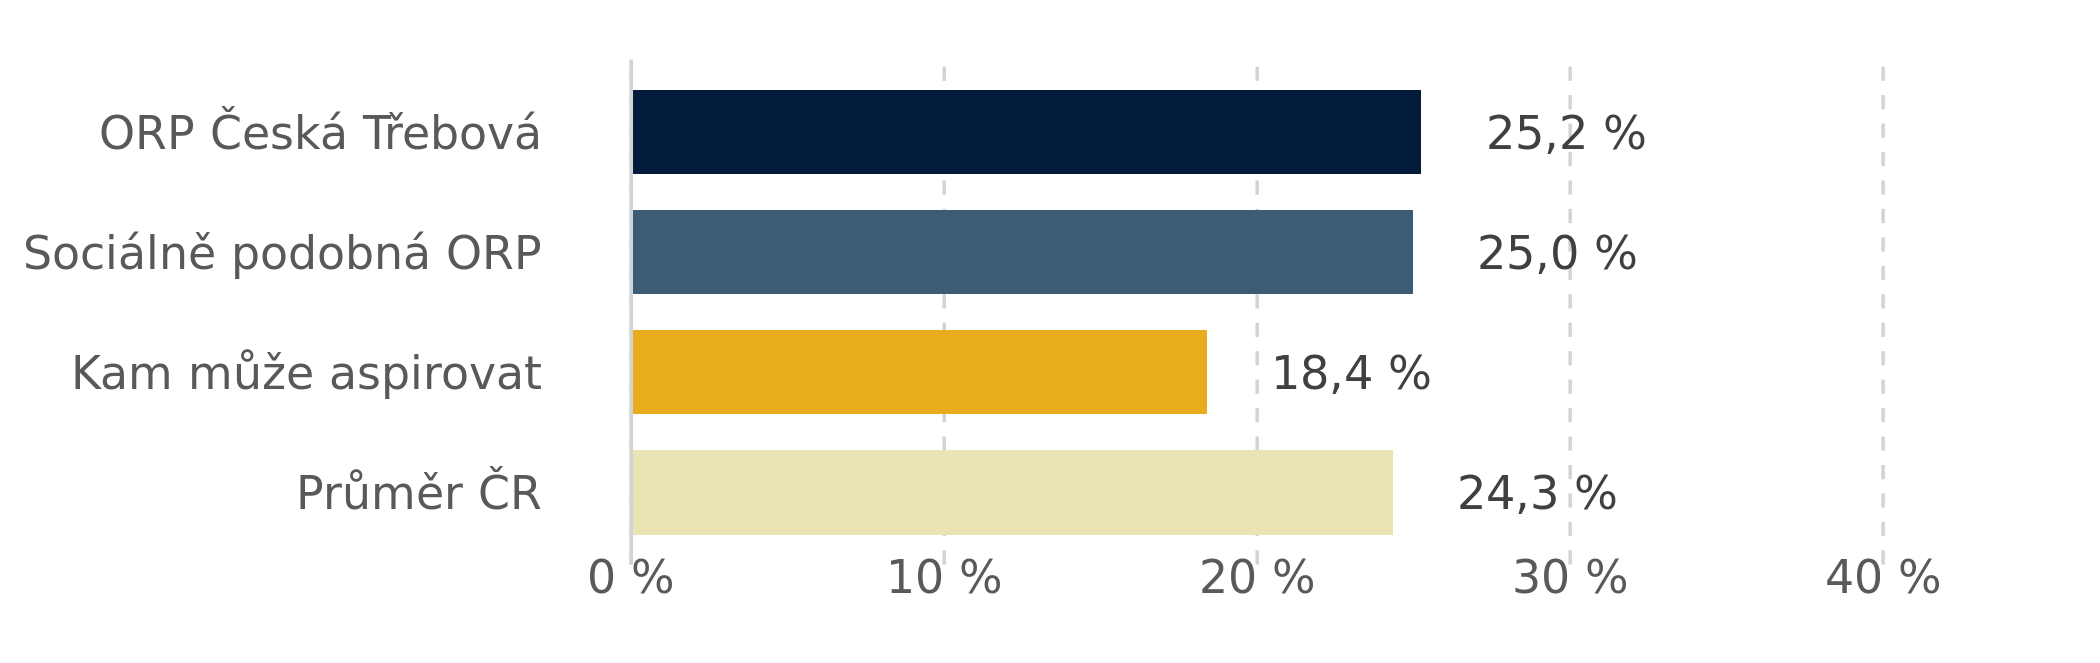 ORP Česká Třebová
25,2 %
Sociálně podobná ORP
25,0 %
Kam může aspirovat
18,4 %
Průměr ČR
24,3 %
0 % 10 % 20 % 30 % 40 %